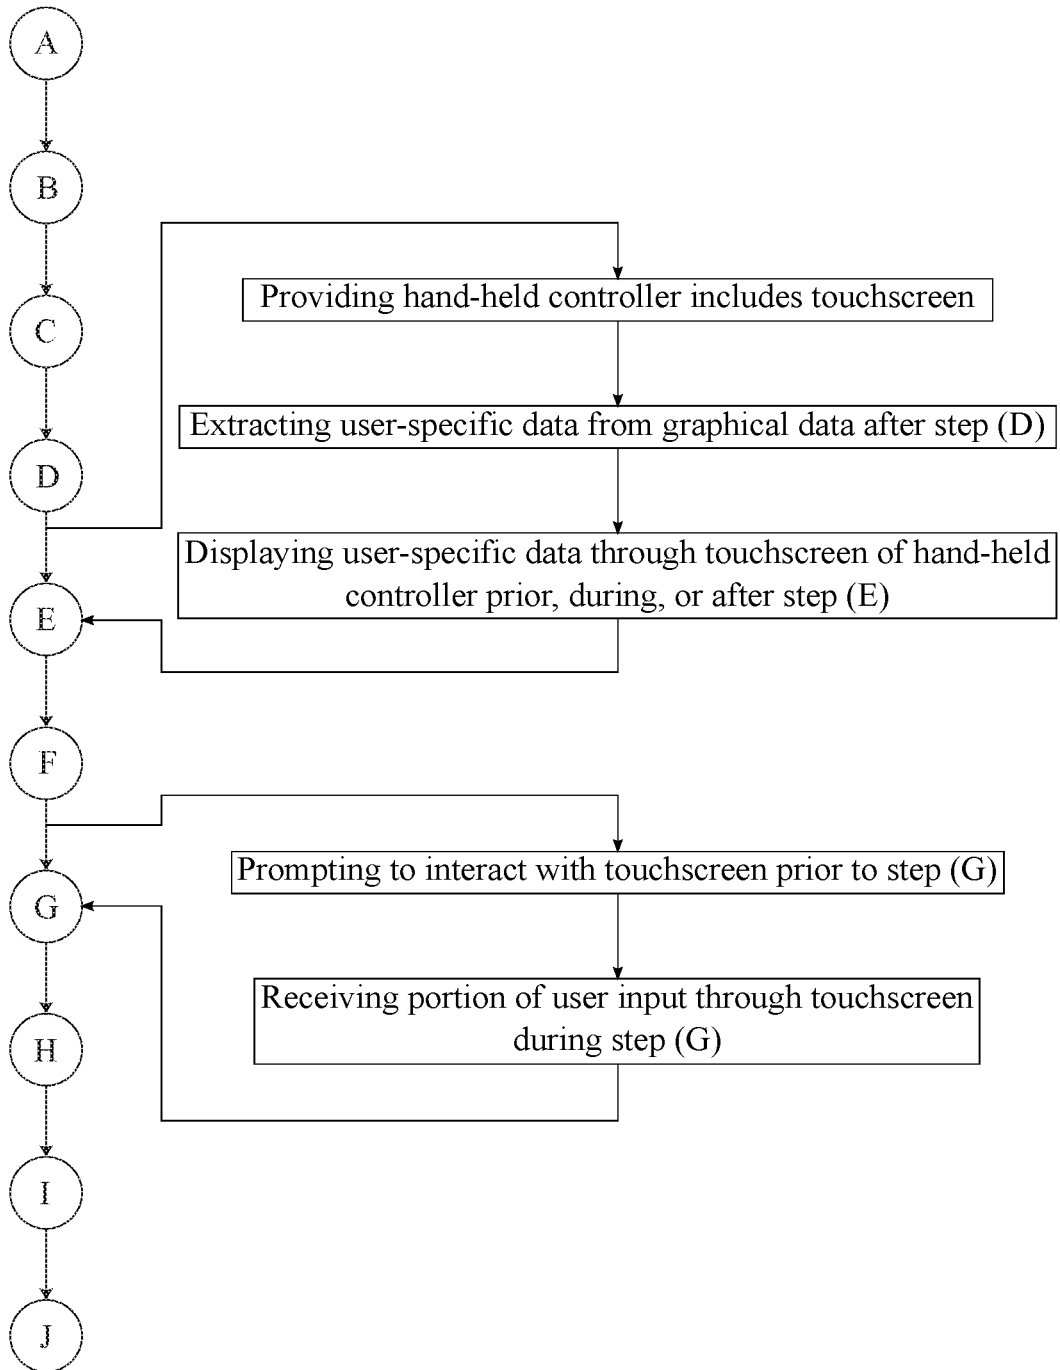 A
B
C
D
E
F
G
H
I
J
Providing hand-held controller includes touchscreen
Extracting user-specific data from graphical data after step (D)
Displaying user-specific data through touchscreen of hand-held
controller prior, during, or after step (E)
Prompting to interact with touchscreen prior to step (G)
Receiving portion of user input through touchscreen
during step (G)